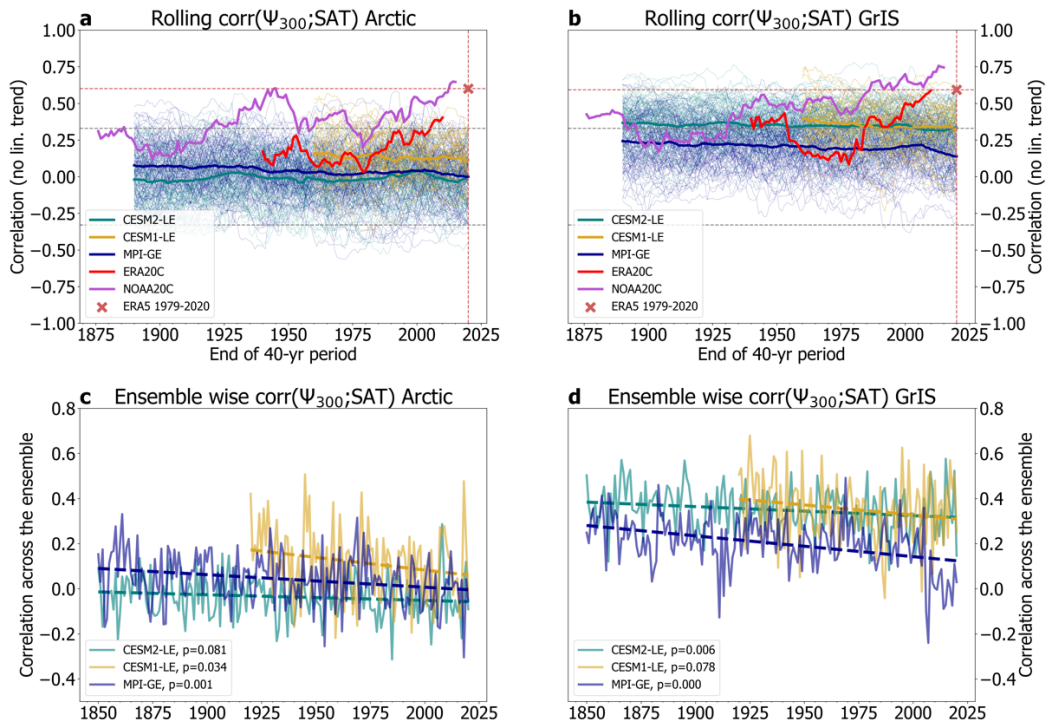 a Rolling corr(Ψ300;SAT) Arctic
1.00
0.75
0.50
0.25
0.00
−0.25
−0.50
−0.75
−1.00
Correlation (no lin. trend)
CESM2-LE
CESM1-LE
MPI-GE
ERA20C
NOAA20C
ERA5 1979-2020
1875 1900 1925 1950 1975 2000 2025
End of 40-yr period
b Rolling corr(Ψ300;SAT) GrIS
1.00
0.75
0.50
0.25
0.00
−0.25
−0.50
−0.75
−1.00
Correlation (no lin. trend)
CESM2-LE
CESM1-LE
MPI-GE
ERA20C
NOAA20C
ERA5 1979-2020
1875 1900 1925 1950 1975 2000 2025
End of 40-yr period
c Ensemble wise corr(Ψ300;SAT) Arctic
0.8
0.6
0.4
0.2
0.0
−0.2
−0.4
Correlation across the ensemble
CESM2-LE, p=0.081
CESM1-LE, p=0.034
MPI-GE, p=0.001
1850 1875 1900 1925 1950 1975 2000 2025
d Ensemble wise corr(Ψ300;SAT) GrIS
0.8
0.6
0.4
0.2
0.0
−0.2
−0.4
Correlation across the ensemble
CESM2-LE, p=0.006
CESM1-LE, p=0.078
MPI-GE, p=0.000
1850 1875 1900 1925 1950 1975 2000 2025